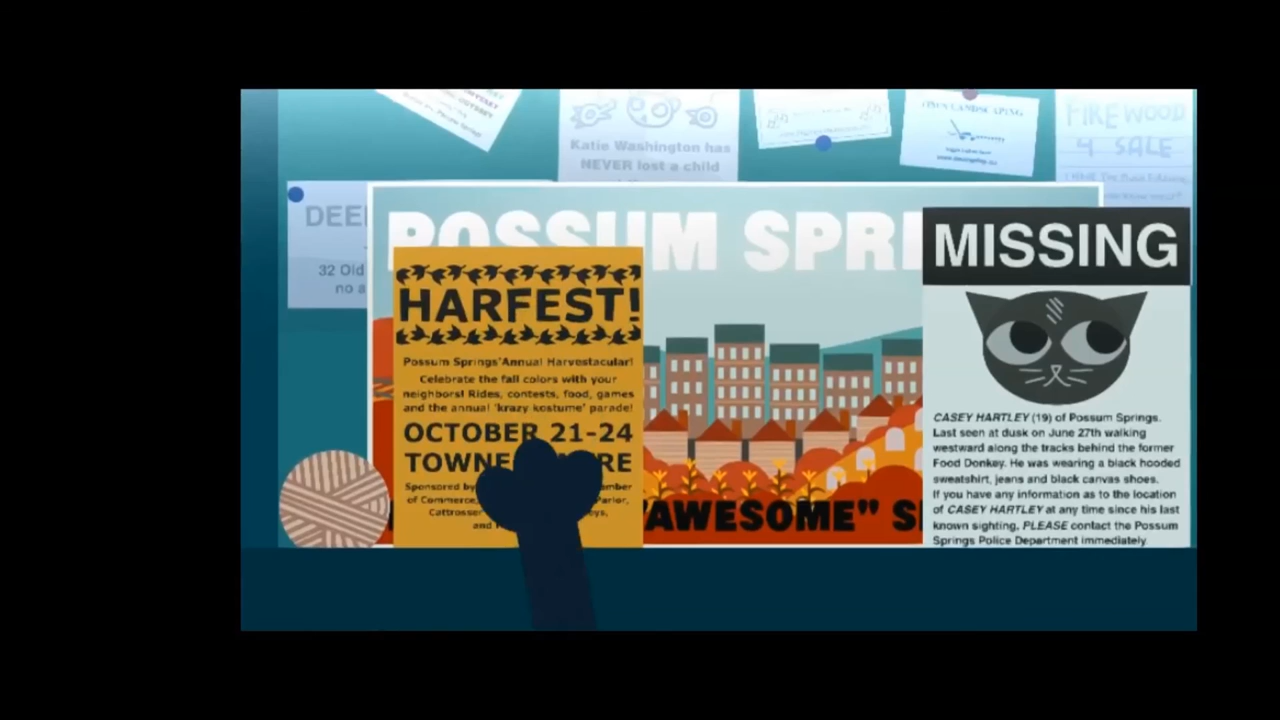 Possum Springs
Katie Washington has
NEVER lost a child
LANDSCAPING
FIREWOOD
4 SALE
DEE
32 Old
no a
POSSUM SPRI
HARFEST!
Possum Springs'Annual Harvestacular!
Celebrate the fall colors with your
neighbors! Rides, contests, food, games
and the annual 'krazy kostume' parade!
OCTOBER 21-24
TOWNE RE
Sponsored by mber
of Commerce, Parlor,
Cattrosser oys,
and
"AWESOME" S
MISSING
CASEY HARTLEY (19) of Possum Springs.
Last seen at dusk on June 27th walking
westward along the tracks behind the former
Food Donkey. He was wearing a black hooded
sweatshirt, jeans and black canvas shoes.
If you have any information as to the location
of CASEY HARTLEY at any time since his last
known sighting, PLEASE contact the Possum
Springs Police Department immediately